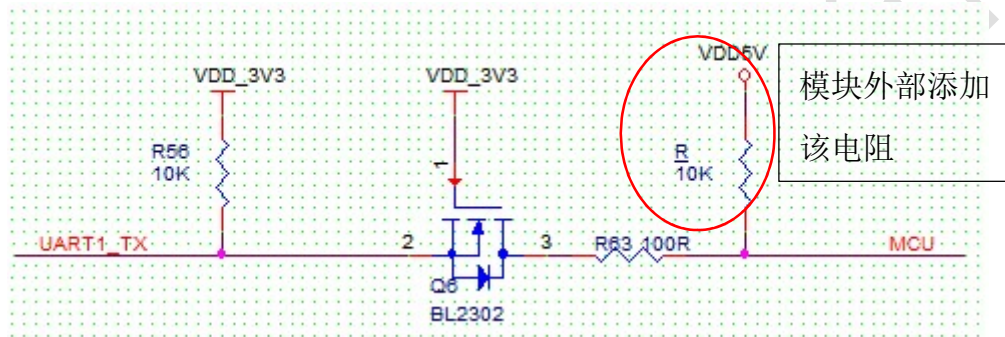 VDD_3V3
VDD_3V3
VDD5V
模块外部添加
该电阻
R56
10K
1
R
10K
UART1_TX
2
3
R63 100R
MCU
Q6
BL2302